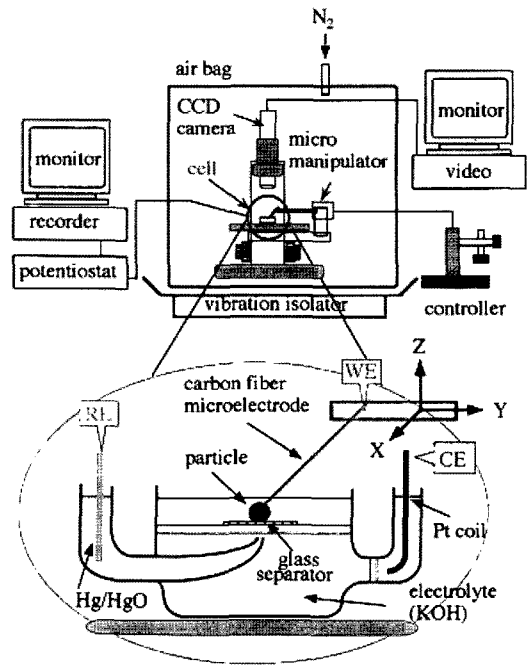 N2
air bag
CCD
camera
micro
manipulator
cell
monitor
recorder
potentiostat
monitor
video
vibration isolator
controller
Z
Y
X
WE
carbon fiber
microelectrode
RE
particle
CE
Pt coil
glass
separator
Hg/HgO
electrolyte
(KOH)